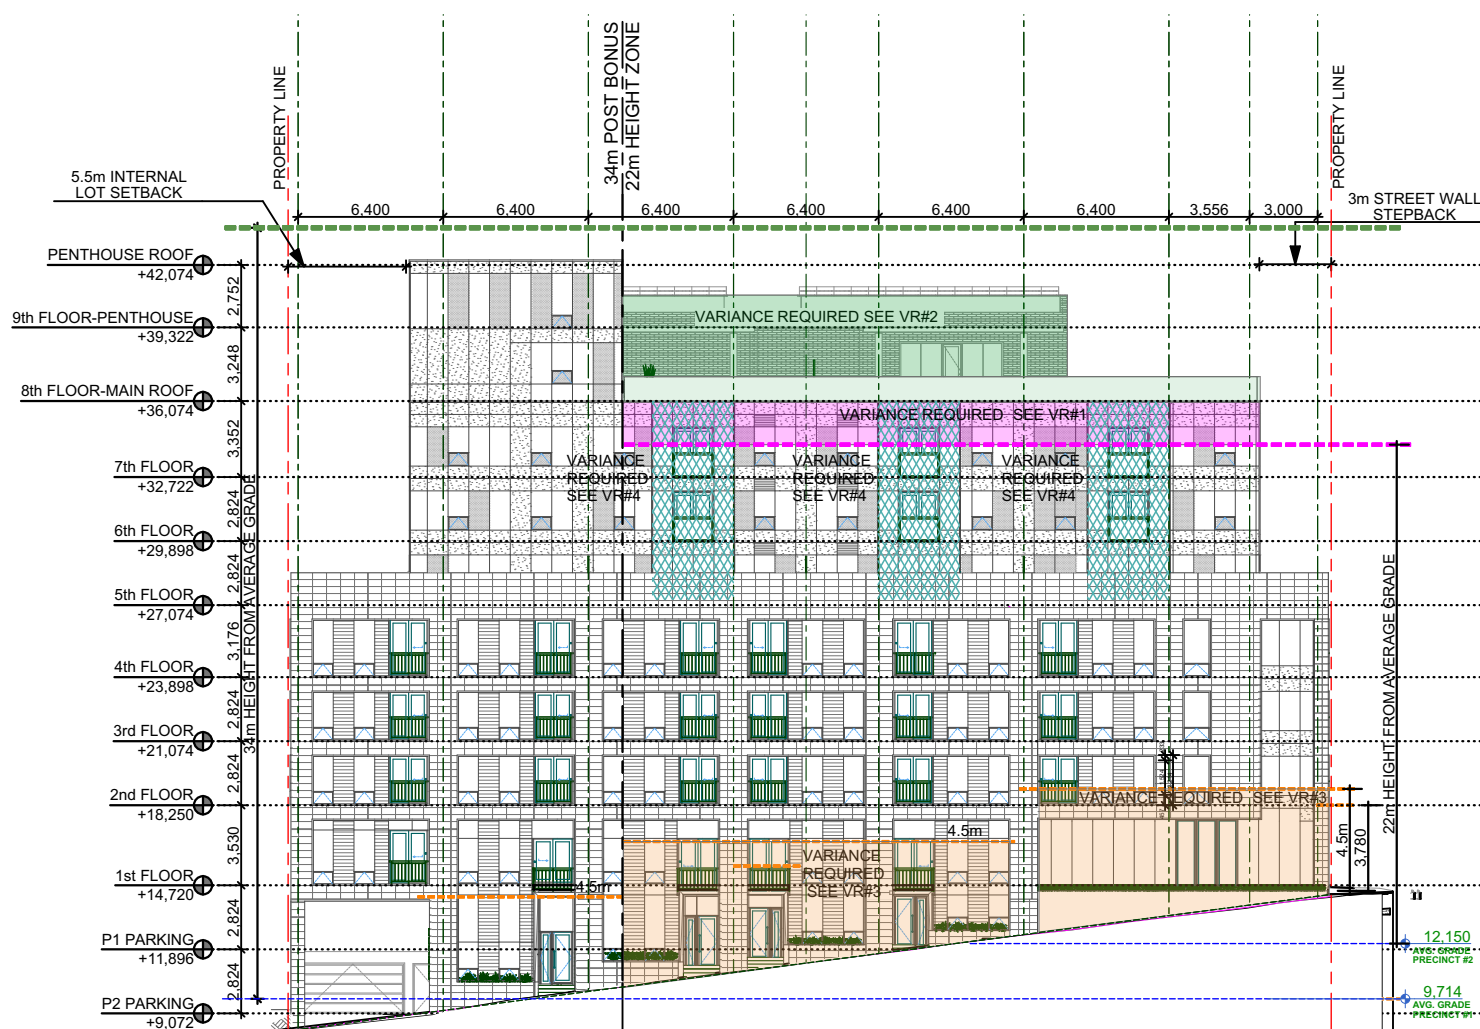 34m POST BONUS
22m HEIGHT ZONE
PROPERTY LINE
PROPERTY LINE
5.5m INTERNAL
LOT SETBACK
3m STREET WALL
STEPBACK
6,400
6,400
6,400
6,400
6,400
6,400
3,556
3,000
PENTHOUSE ROOF
+42,074
2,752
9th FLOOR-PENTHOUSE
+39,322
3,248
8th FLOOR-MAIN ROOF
+36,074
3,352
7th FLOOR
+32,722
2,824
6th FLOOR
+29,898
2,824
5th FLOOR
+27,074
3,176
4th FLOOR
+23,898
2,824
3rd FLOOR
+21,074
2,824
2nd FLOOR
+18,250
3,530
1st FLOOR
+14,720
2,824
P1 PARKING
+11,896
2,824
P2 PARKING
+9,072
34m HEIGHT FROM AVERAGE GRADE
VARIANCE REQUIRED SEE VR#2
VARIANCE REQUIRED SEE VR#1
VARIANCE
REQUIRED
SEE VR#4
VARIANCE
REQUIRED
SEE VR#4
VARIANCE
REQUIRED
SEE VR#4
VARIANCE REQUIRED SEE VR#3
4.5m
VARIANCE
REQUIRED
SEE VR#3
4.5m
4.5m
3,780
22m HEIGHT FROM AVERAGE GRADE
12,150
AVG. GRADE
PRECINCT #2
9,714
AVG. GRADE
PRECINCT #1